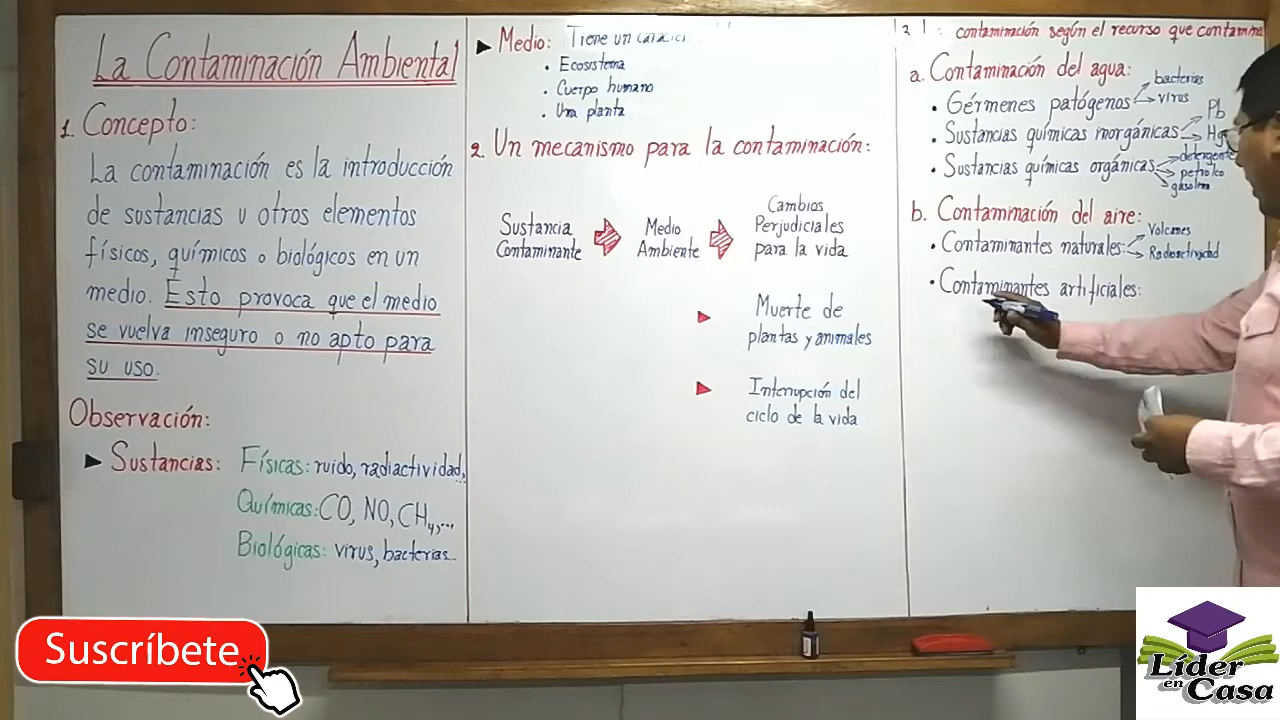 La Contaminación Ambiental
1. Concepto:
La contaminación es la introducción
de sustancias u otros elementos
físicos, químicos o biológicos en un
medio. Esto provoca que el medio
se vuelva inseguro o no apto para
su uso.
Observación:
► Sustancias: Físicas: ruido, radiactividad,
Químicas: CO, NO, CH4,...
Biológicas: virus, bacterias...
► Medio: Tiene un
• Ecosistema
• Cuerpo humano
• Una planta
2. Un mecanismo para la contaminación:
Sustancia
Contaminante
Medio
Ambiente
Cambios
Perjudiciales
para la vida
Muerte de
plantas y animales
Interrupción del
ciclo de la vida
contaminación según el recurso que contamina
a. Contaminación del agua:
• Gérmenes patógenos
bacterias
virus
• Sustancias químicas inorgánicas
Pb
Hg
• Sustancias químicas orgánicas
detergente
petroleo
gasolina
b. Contaminación del aire:
• Contaminantes naturales:
Volcanes
Radioactividad
• Contaminantes artificiales:
Suscríbete
Líder
en
Casa